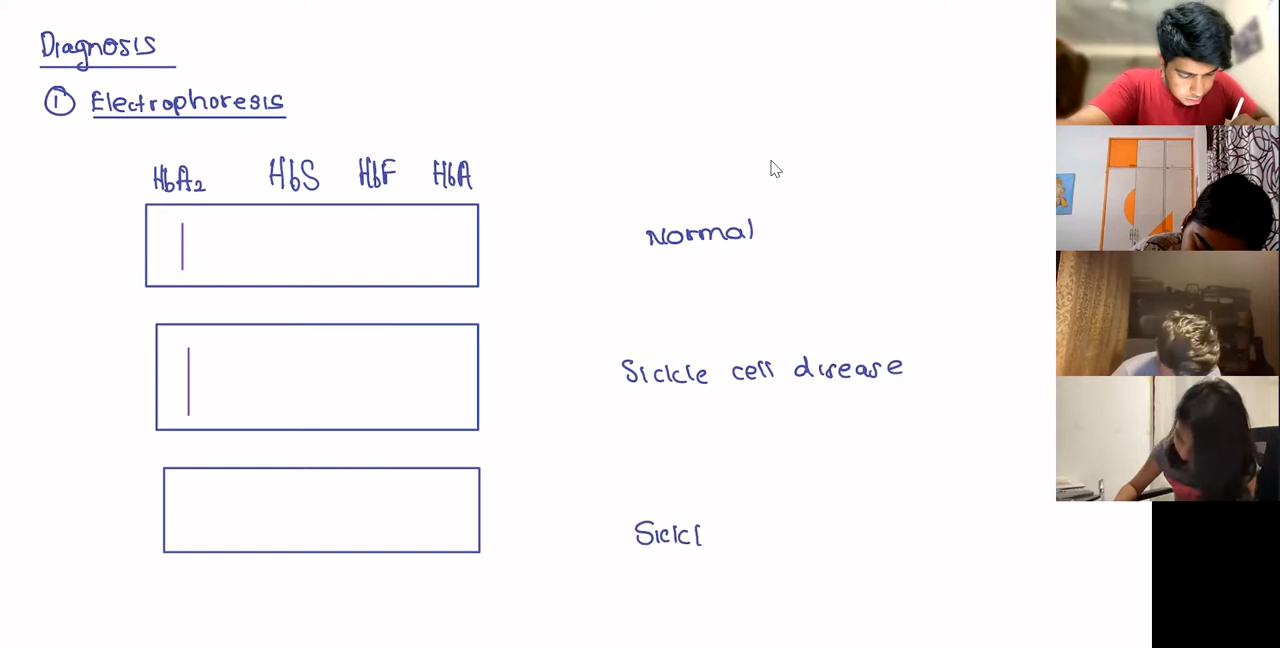 Diagnosis
① Electrophoresis
HbA₂ HbS HbF HbA
Normal
Sickle cell disease
Sickl